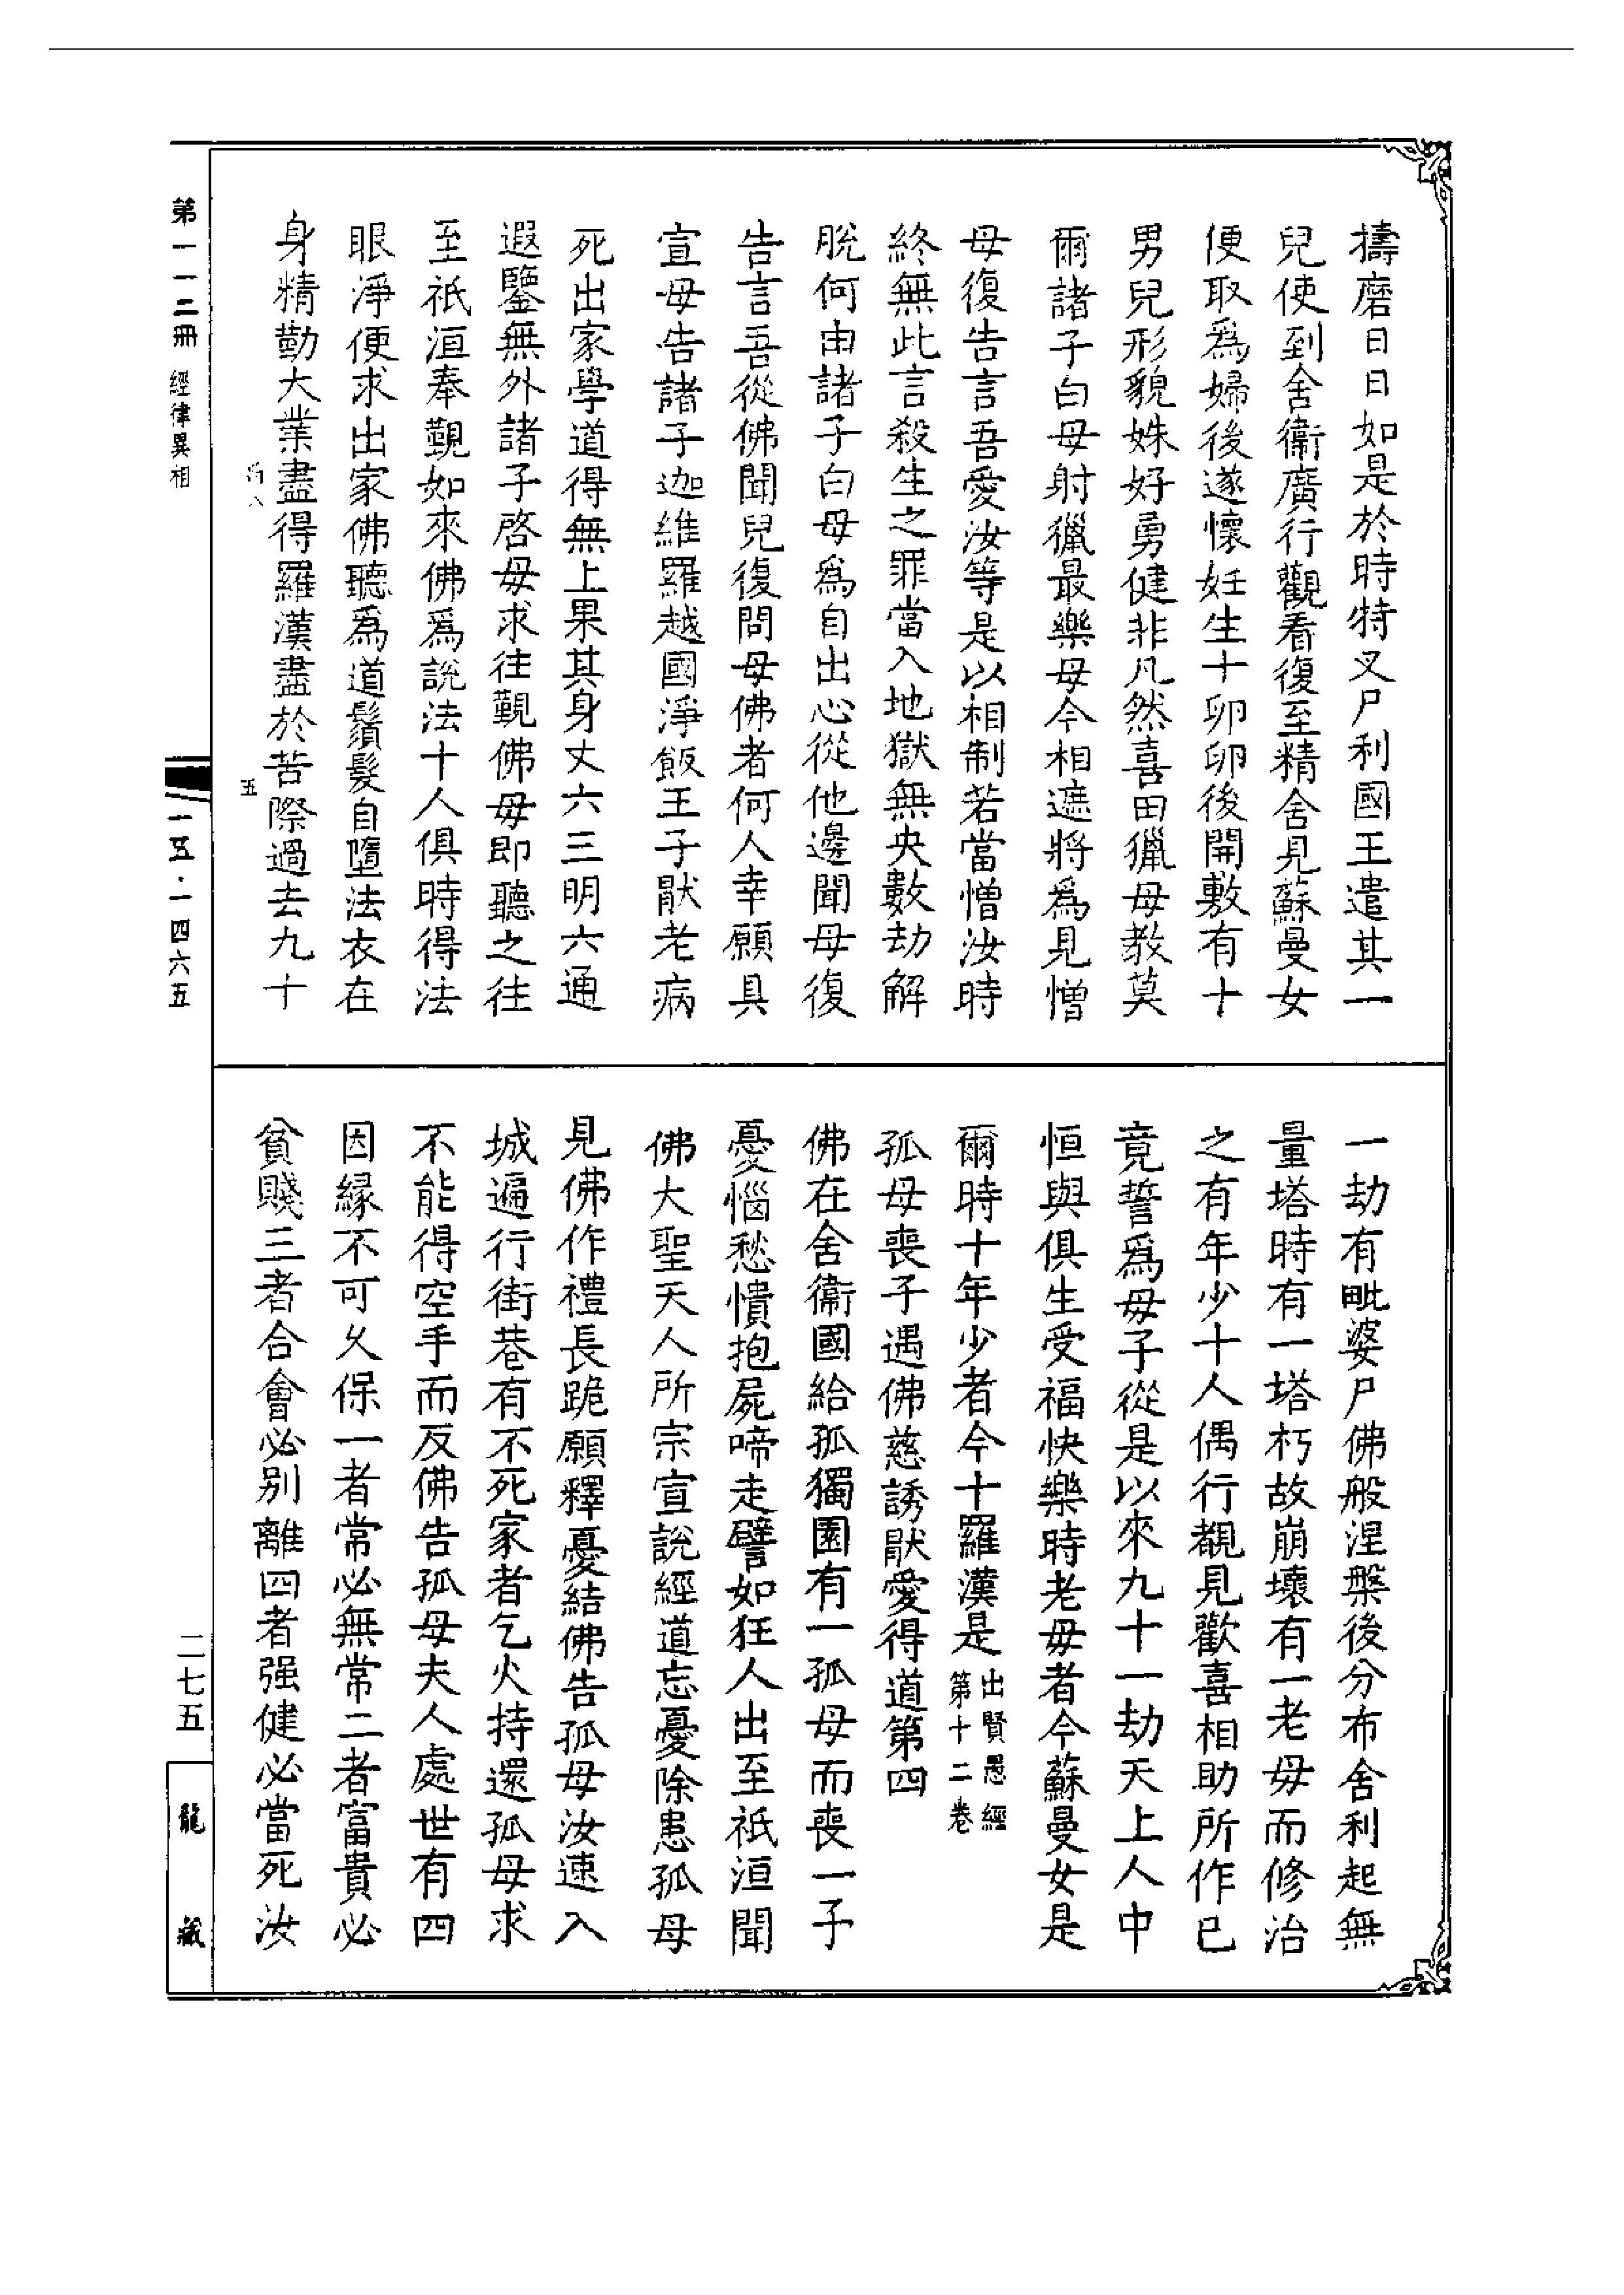 擣磨日日如是於時特叉尸利國王遣其一
兒使到舍衛廣行觀看復至精舍見蘇曼女
便取爲婦後遂懷妊生十卵卵後開敷有十
男兒形貌姝好勇健非凡然喜田獵母教莫
爾諸子白母射獵最樂母今相遮將爲見憎
母復告言吾愛汝等是以相制若當憎汝時
終無此言殺生之罪當入地獄無央數劫解
脫何由諸子白母爲自出心從他邊聞母復
告言吾從佛聞兒復問母佛者何人幸願具
宣母告諸子迦維羅越國淨飯王子猒老病
死出家學道得無上果其身丈六三明六通
遐鑒無外諸子啓母求往覲佛母即聽之往
至祇洹奉覲如來佛爲說法十人俱時得法
眼淨便求出家佛聽爲道鬚髮自墮法衣在
身精勤大業盡得羅漢盡於苦際過去九十
五
一劫有毗婆尸佛般涅槃後分布舍利起無
量塔時有一塔朽故崩壞有一老母而修治
之有年少十人偶行覩見歡喜相助所作已
竟誓爲母子從是以來九十一劫天上人中
恒與俱生受福快樂時老母者今蘇曼女是
爾時十年少者今十羅漢是出賢愚經第十二卷
孤母喪子遇佛慈誘猒愛得道第四
佛在舍衛國給孤獨園有一孤母而喪一子
憂惱愁憒抱屍啼走譬如狂人出至祇洹聞
佛大聖天人所宗宣說經道忘憂除患孤母
見佛作禮長跪願釋憂結佛告孤母汝速入
城遍行街巷有不死家者乞火持還孤母求
不能得空手而反佛告孤母夫人處世有四
因緣不可久保一者常必無常二者富貴必
貧賤三者合會必別離四者强健必當死汝
第一一二冊 經律異相
一五·一四六五
二七五
龍藏